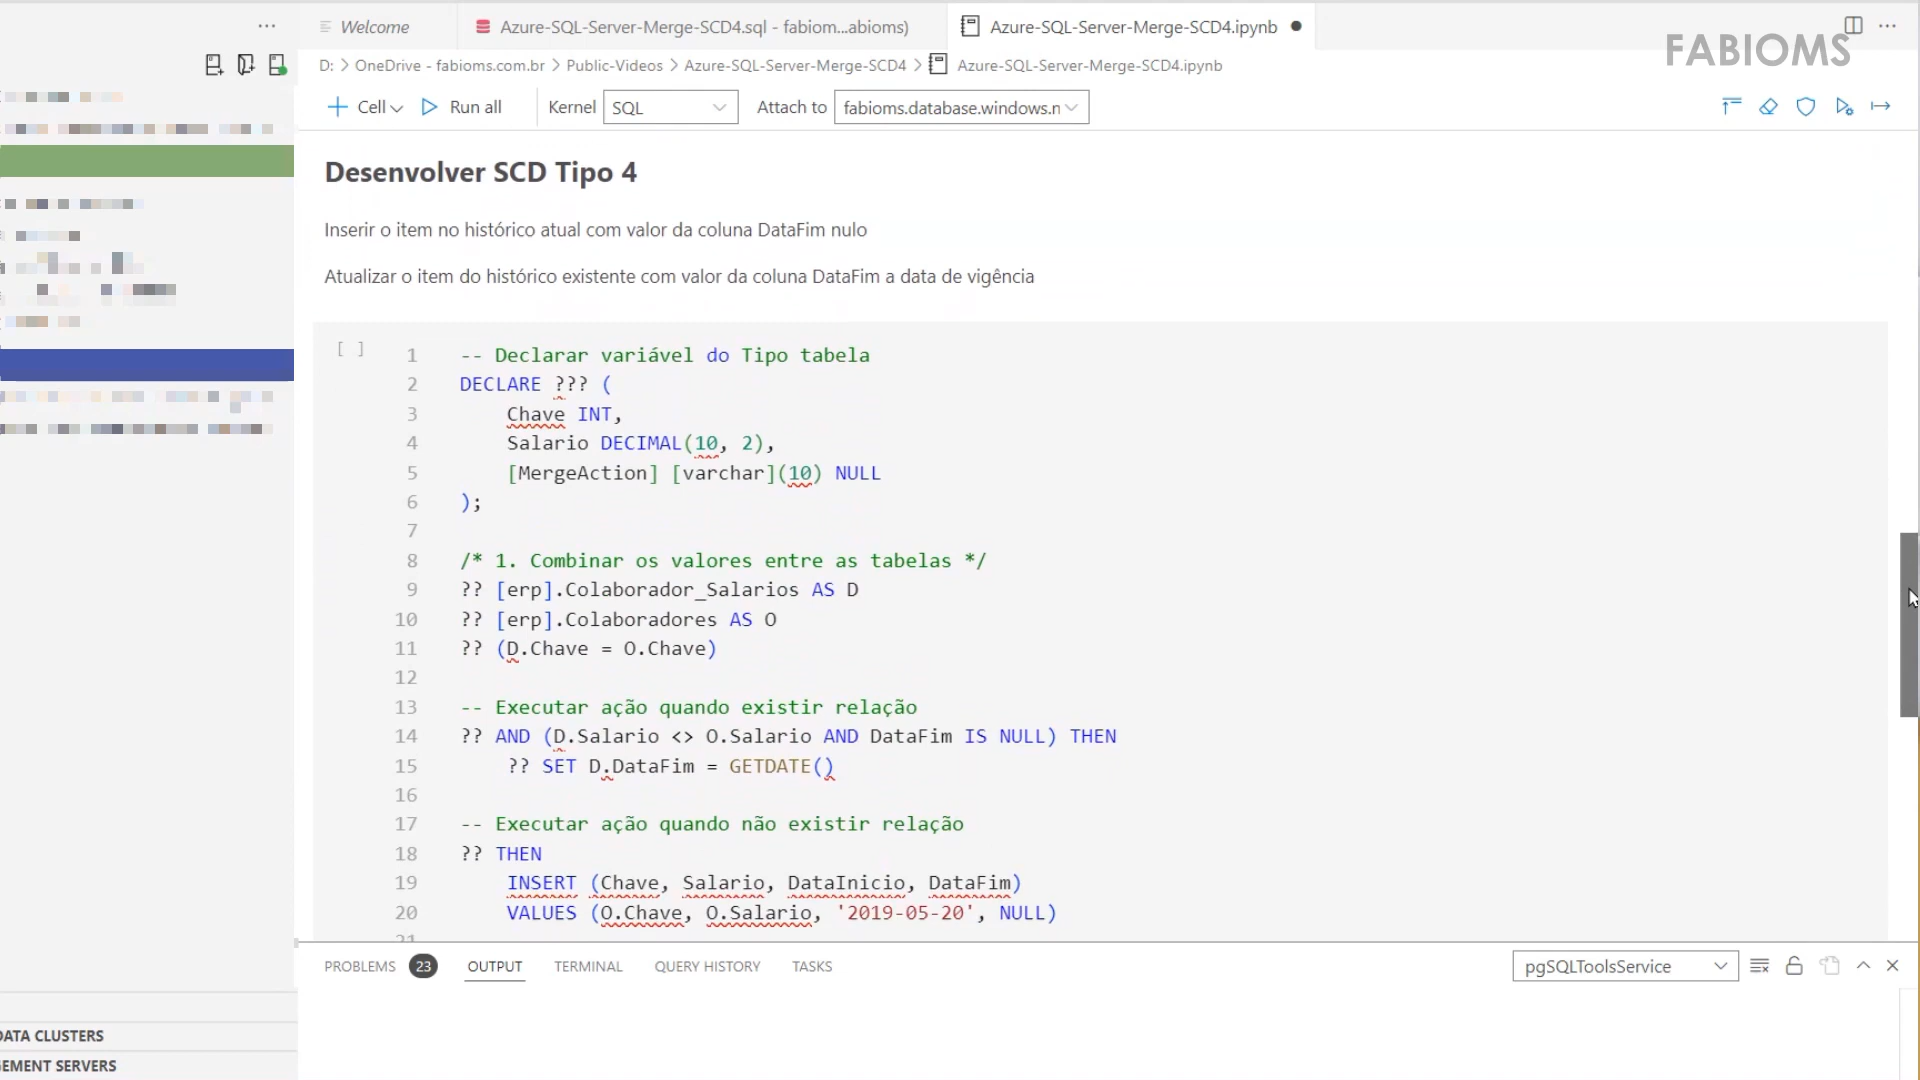 Welcome
Azure-SQL-Server-Merge-SCD4.sql - fabiom...abioms)
Azure-SQL-Server-Merge-SCD4.ipynb
FABIOMS
D: > OneDrive - fabioms.com.br > Public-Videos > Azure-SQL-Server-Merge-SCD4 > Azure-SQL-Server-Merge-SCD4.ipynb
Cell Run all Kernel SQL Attach to fabioms.database.windows.n
Desenvolver SCD Tipo 4
Inserir o item no histórico atual com valor da coluna DataFim nulo
Atualizar o item do histórico existente com valor da coluna DataFim a data de vigência
[ ]
1 -- Declarar variável do Tipo tabela
2 DECLARE ??? (
3 Chave INT,
4 Salario DECIMAL(10, 2),
5 [MergeAction] [varchar](10) NULL
6 );
7
8 /* 1. Combinar os valores entre as tabelas */
9 ?? [erp].Colaborador_Salarios AS D
10 ?? [erp].Colaboradores AS O
11 ?? (D.Chave = O.Chave)
12
13 -- Executar ação quando existir relação
14 ?? AND (D.Salario <> O.Salario AND DataFim IS NULL) THEN
15 ?? SET D.DataFim = GETDATE()
16
17 -- Executar ação quando não existir relação
18 ?? THEN
19 INSERT (Chave, Salario, DataInicio, DataFim)
20 VALUES (O.Chave, O.Salario, '2019-05-20', NULL)
21
PROBLEMS 23 OUTPUT TERMINAL QUERY HISTORY TASKS pgSQLToolsService
DATA CLUSTERS
GEMENT SERVERS